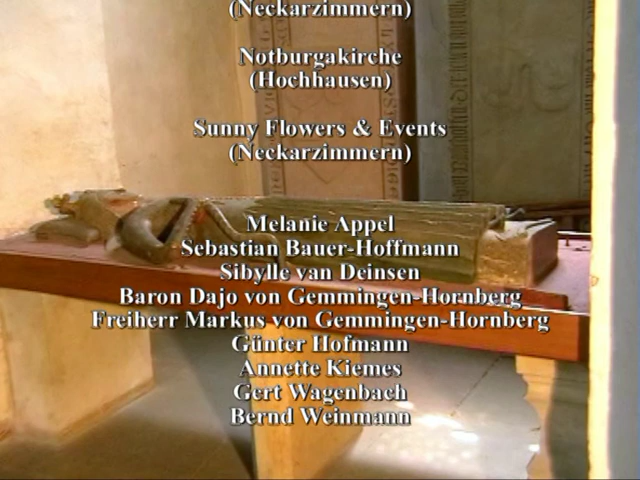 (Neckarzimmern)
Notburgakirche
(Hochhausen)
Sunny Flowers & Events
(Neckarzimmern)
Melanie Appel
Sebastian Bauer-Hoffmann
Sibylle van Deinsen
Baron Dajo von Gemmingen-Hornberg
Freiherr Markus von Gemmingen-Hornberg
Günter Hofmann
Annette Kiemes
Gert Wagenbach
Bernd Weinmann